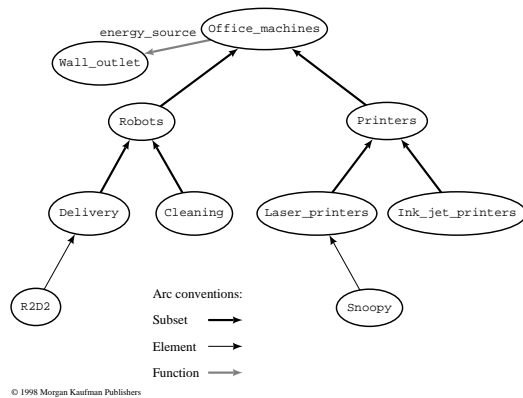 energy_source
Office_machines
Wall_outlet
Robots
Printers
Delivery
Cleaning
Laser_printers
Ink_jet_printers
R2D2
Snoopy
Arc conventions:
Subset
Element
Function
© 1998 Morgan Kaufman Publishers